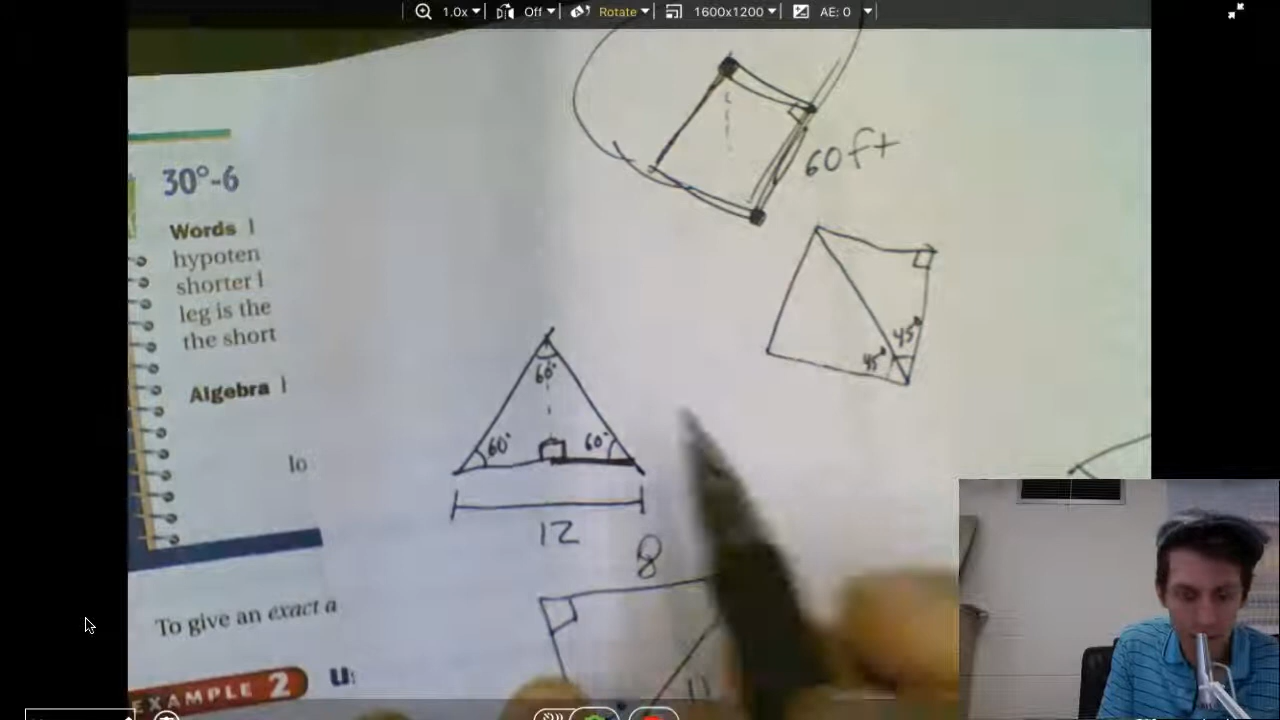 1.0x Off Rotate 1600x1200 AE: 0
30°-6
Words
hypoten
shorter l
leg is the
the short
Algebra
lo
To give an exact a
EXAMPLE 2 U:
60ft
45°
45°
60°
60°
60°
12
8
11